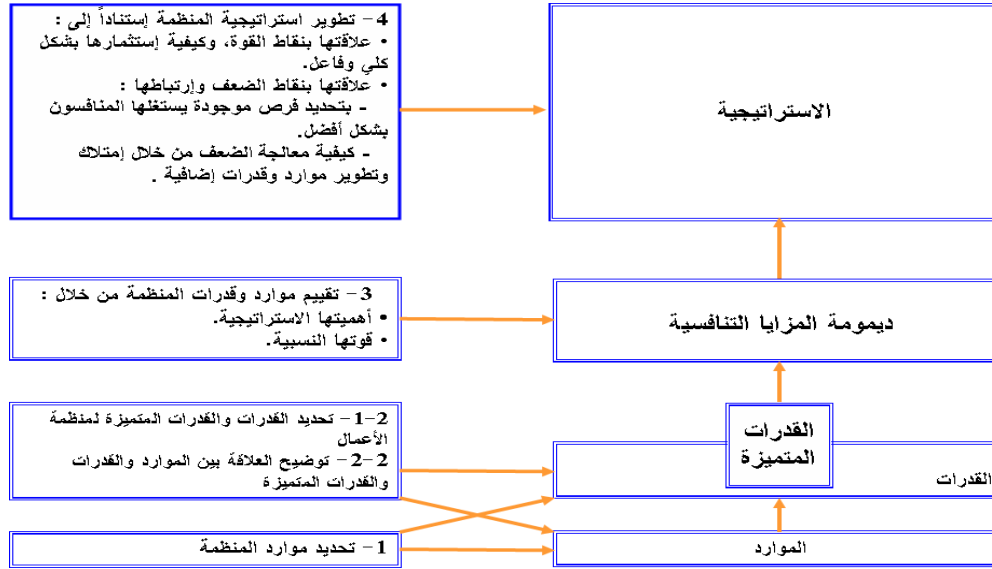 4- تطوير استراتيجية المنظمة إستناداً إلى :
• علاقتها بنقاط القوة، وكيفية إستثمارها بشكل
كلي وفاعل.
• علاقتها بنقاط الضعف وإرتباطها :
- بتحديد فرص موجودة يستغلها المنافسون
بشكل أفضل.
- كيفية معالجة الضعف من خلال إمتلاك
وتطوير موارد وقدرات إضافية .
الاستراتيجية
3- تقييم موارد وقدرات المنظمة من خلال :
• أهميتها الاستراتيجية.
• قوتها النسبية.
ديمومة المزايا التنافسية
2-1- تحديد القدرات والقدرات المتميزة لمنظمة
الأعمال
2-2- توضيح العلاقة بين الموارد والقدرات
والقدرات المتميزة
القدرات
المتميزة
القدرات
1- تحديد موارد المنظمة
الموارد